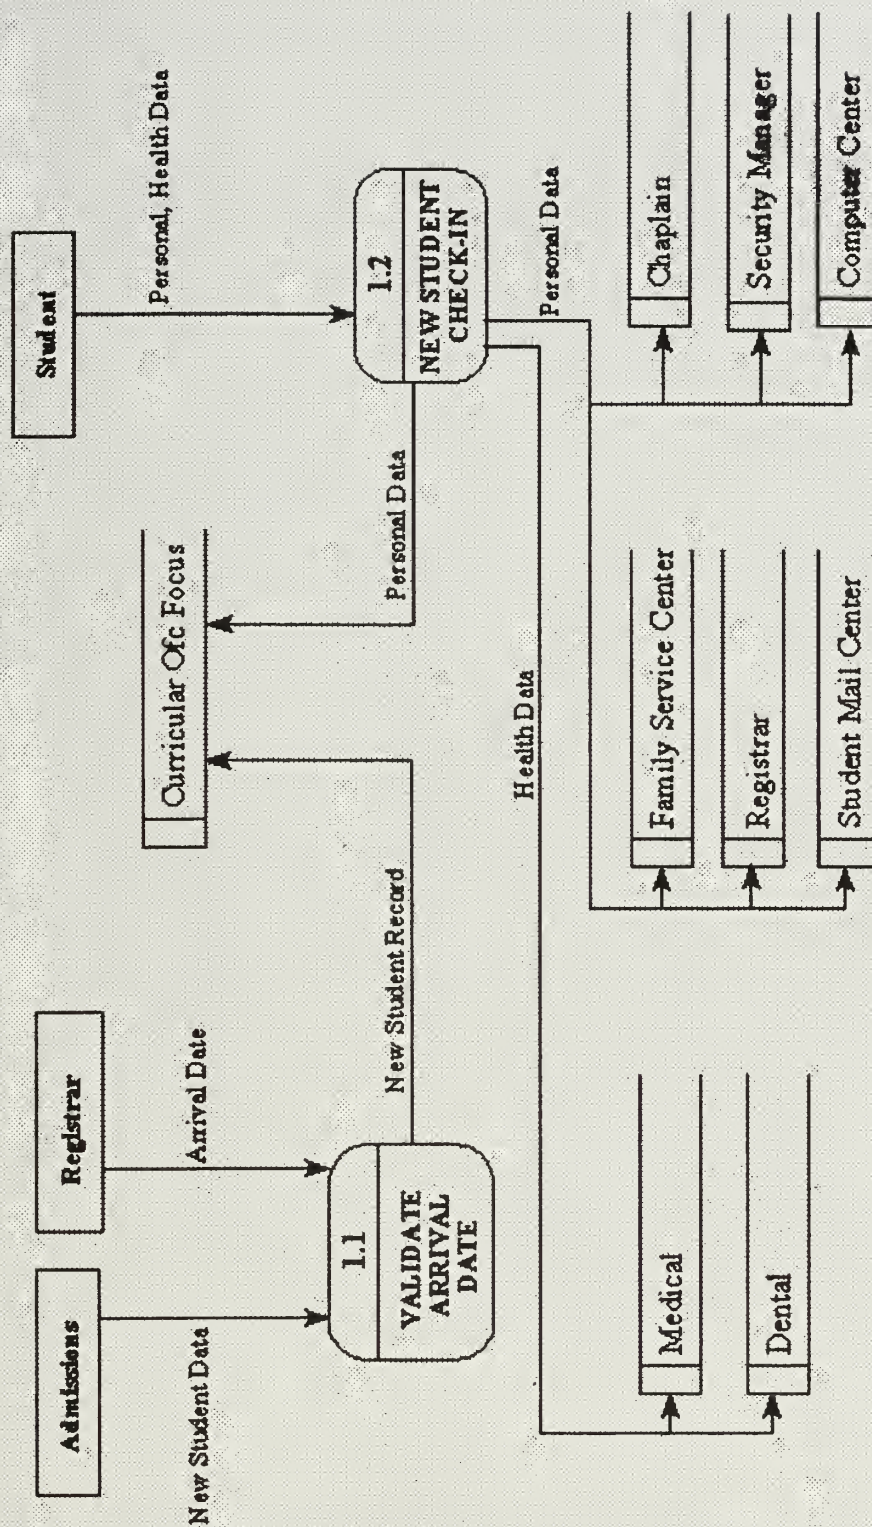 Admissions
Registrar
Student
New Student Data
Arrival Date
Curricular Ofc Focus
Personal, Health Data
1.1
VALIDATE
ARRIVAL
DATE
New Student Record
Personal Data
1.2
NEW STUDENT
CHECK-IN
Health Data
Personal Data
Medical
Dental
Family Service Center
Registrar
Student Mail Center
Chaplain
Security Manager
Computer Center